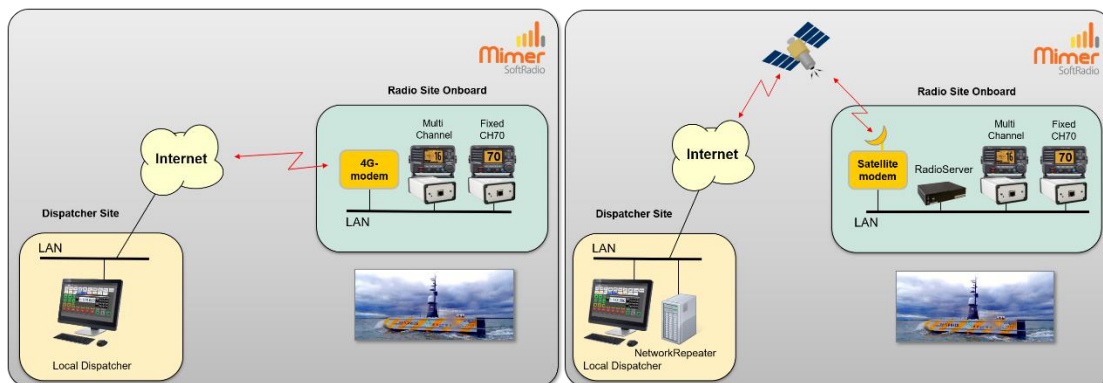 Mimer
SoftRadio
Radio Site Onboard
Multi
Channel
Fixed
CH70
16
70
4G-
modem
Internet
LAN
Dispatcher Site
LAN
Local Dispatcher
Mimer
SoftRadio
Radio Site Onboard
Multi
Channel
Fixed
CH70
16
70
Satellite
modem
RadioServer
Internet
LAN
Dispatcher Site
LAN
NetworkRepeater
Local Dispatcher